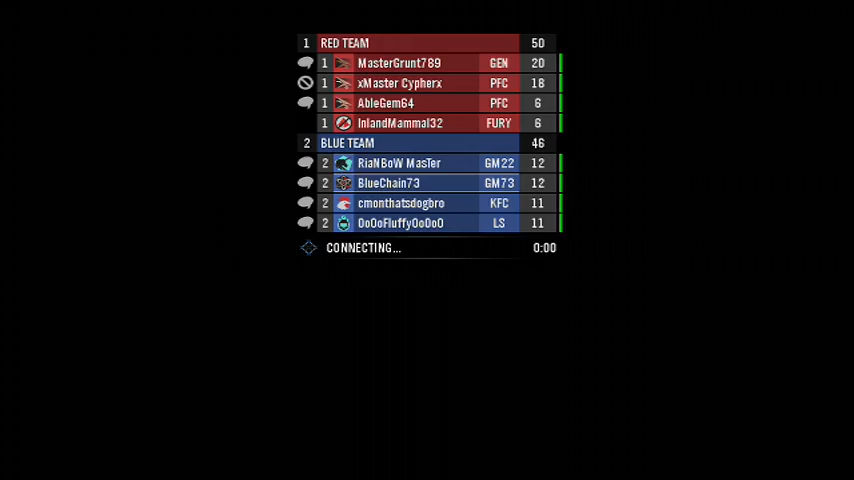 1 RED TEAM 50
1 MasterGrunt789 GEN 20
1 xMaster Cypherx PFC 18
1 AbleGem64 PFC 6
1 InlandMammal32 FURY 6
2 BLUE TEAM 46
2 RiaNBoW MasTer GM22 12
2 BlueChain73 GM73 12
2 cmonthatsdogbro KFC 11
2 OoOoFluffyOoOoO LS 11
CONNECTING... 0:00